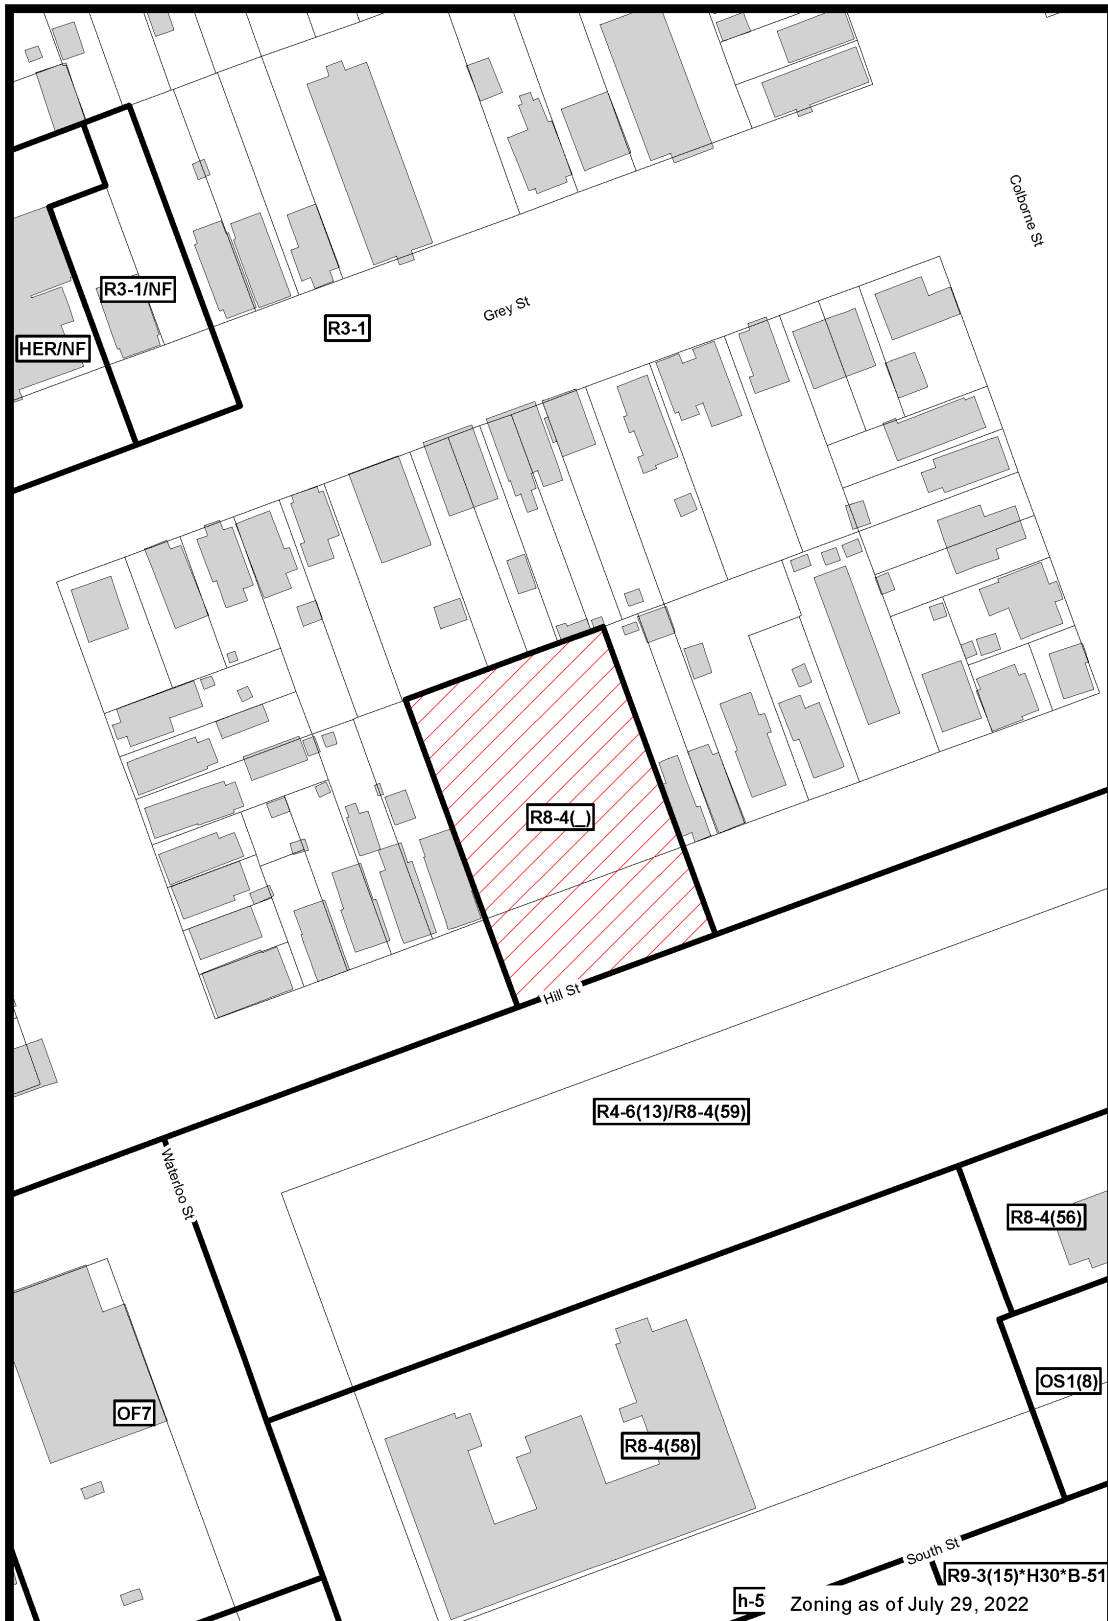 Colborne St
R3-1/NF
Grey St
R3-1
HER/NF
R8-4(_)
Hill St
R4-6(13)/R8-4(59)
Waterloo St
R8-4(56)
OS1(8)
OF7
R8-4(58)
South St
R9-3(15)*H30*B-51
h-5
Zoning as of July 29, 2022